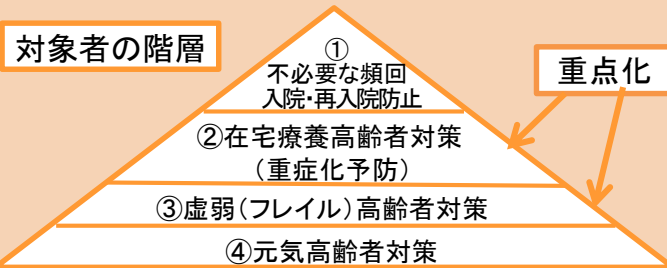 対象者の階層
①
不必要な頻回
入院・再入院防止
重点化
②在宅療養高齢者対策
（重症化予防）
③虚弱（フレイル）高齢者対策
④元気高齢者対策